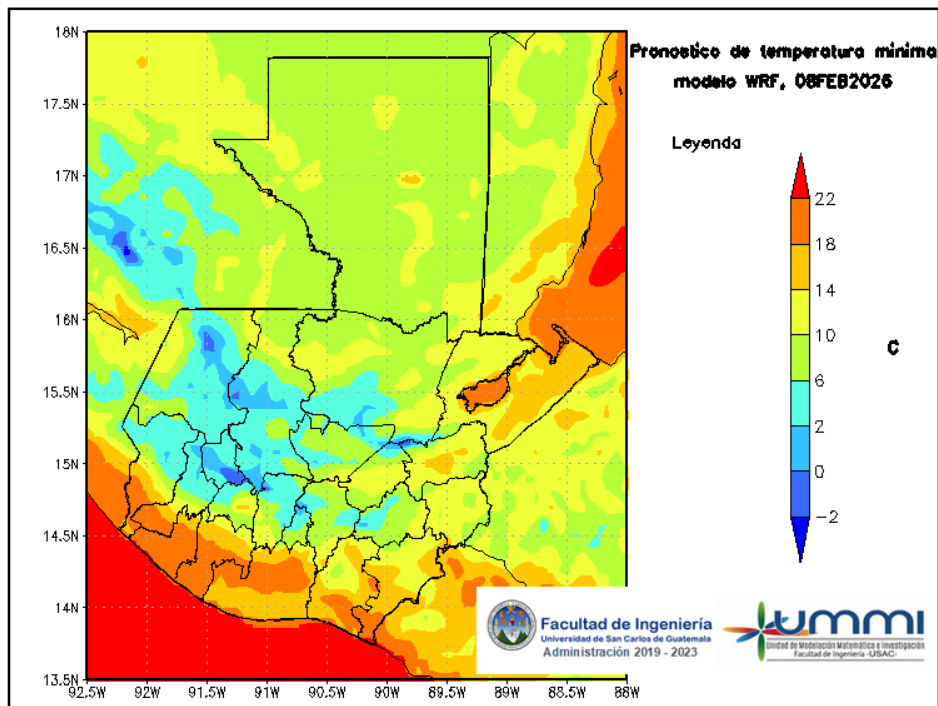 Pronostico de temperatura minima
modelo WRF, 08FEB2026
Leyenda
22
18
14
10
6
2
0
−2
C
18N
17.5N
17N
16.5N
16N
15.5N
15N
14.5N
14N
13.5N
92.5W 92W 91.5W 91W 90.5W 90W 89.5W 89W 88.5W 88W
Facultad de Ingeniería
Universidad de San Carlos de Guatemala
Administración 2019 - 2023
ummi
Unidad de Modelación Matemática e Investigación
Facultad de Ingeniería -USAC-